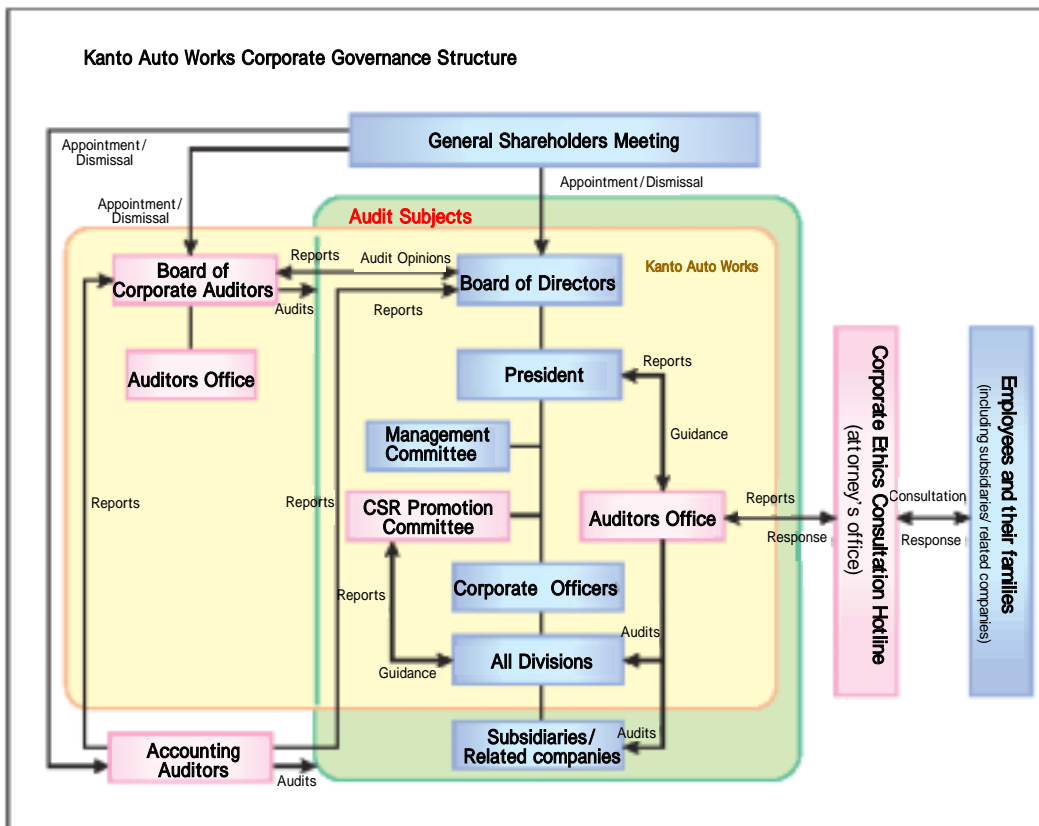 Kanto Auto Works Corporate Governance Structure
General Shareholders Meeting
Appointment/
Dismissal
Appointment/
Dismissal
Appointment/Dismissal
Audit Subjects
Kanto Auto Works
Board of
Corporate Auditors
Reports
Audit Opinions
Board of Directors
Audits
Reports
Auditors Office
President
Reports
Guidance
Management
Committee
CSR Promotion
Committee
Auditors Office
Reports
Response
Corporate Ethics Consultation Hotline
(attorney's office)
Consultation
Response
Employees and their families
(including subsidiaries/ related companies)
Reports
Reports
Reports
Guidance
Corporate Officers
All Divisions
Audits
Subsidiaries/
Related companies
Audits
Accounting
Auditors
Audits